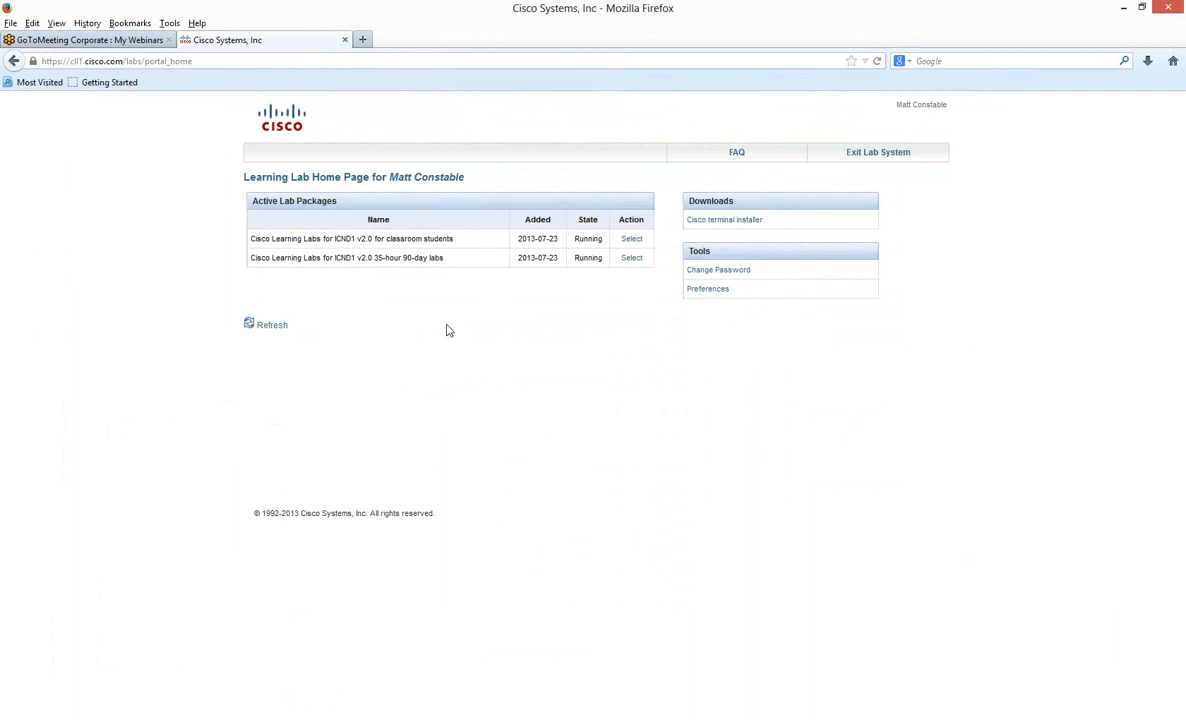 Cisco Systems, Inc - Mozilla Firefox
File Edit View History Bookmarks Tools Help
GoToMeeting Corporate : My Webinars × Cisco Systems, Inc × +
https://cll1.cisco.com/labs/portal_home
Google
Most Visited Getting Started
CISCO
Matt Constable
FAQ Exit Lab System
Learning Lab Home Page for Matt Constable
Active Lab Packages
Name Added State Action
Cisco Learning Labs for ICND1 v2.0 for classroom students 2013-07-23 Running Select
Cisco Learning Labs for ICND1 v2.0 35-hour 90-day labs 2013-07-23 Running Select
Downloads
Cisco terminal installer
Tools
Change Password
Preferences
Refresh
© 1992-2013 Cisco Systems, Inc. All rights reserved.